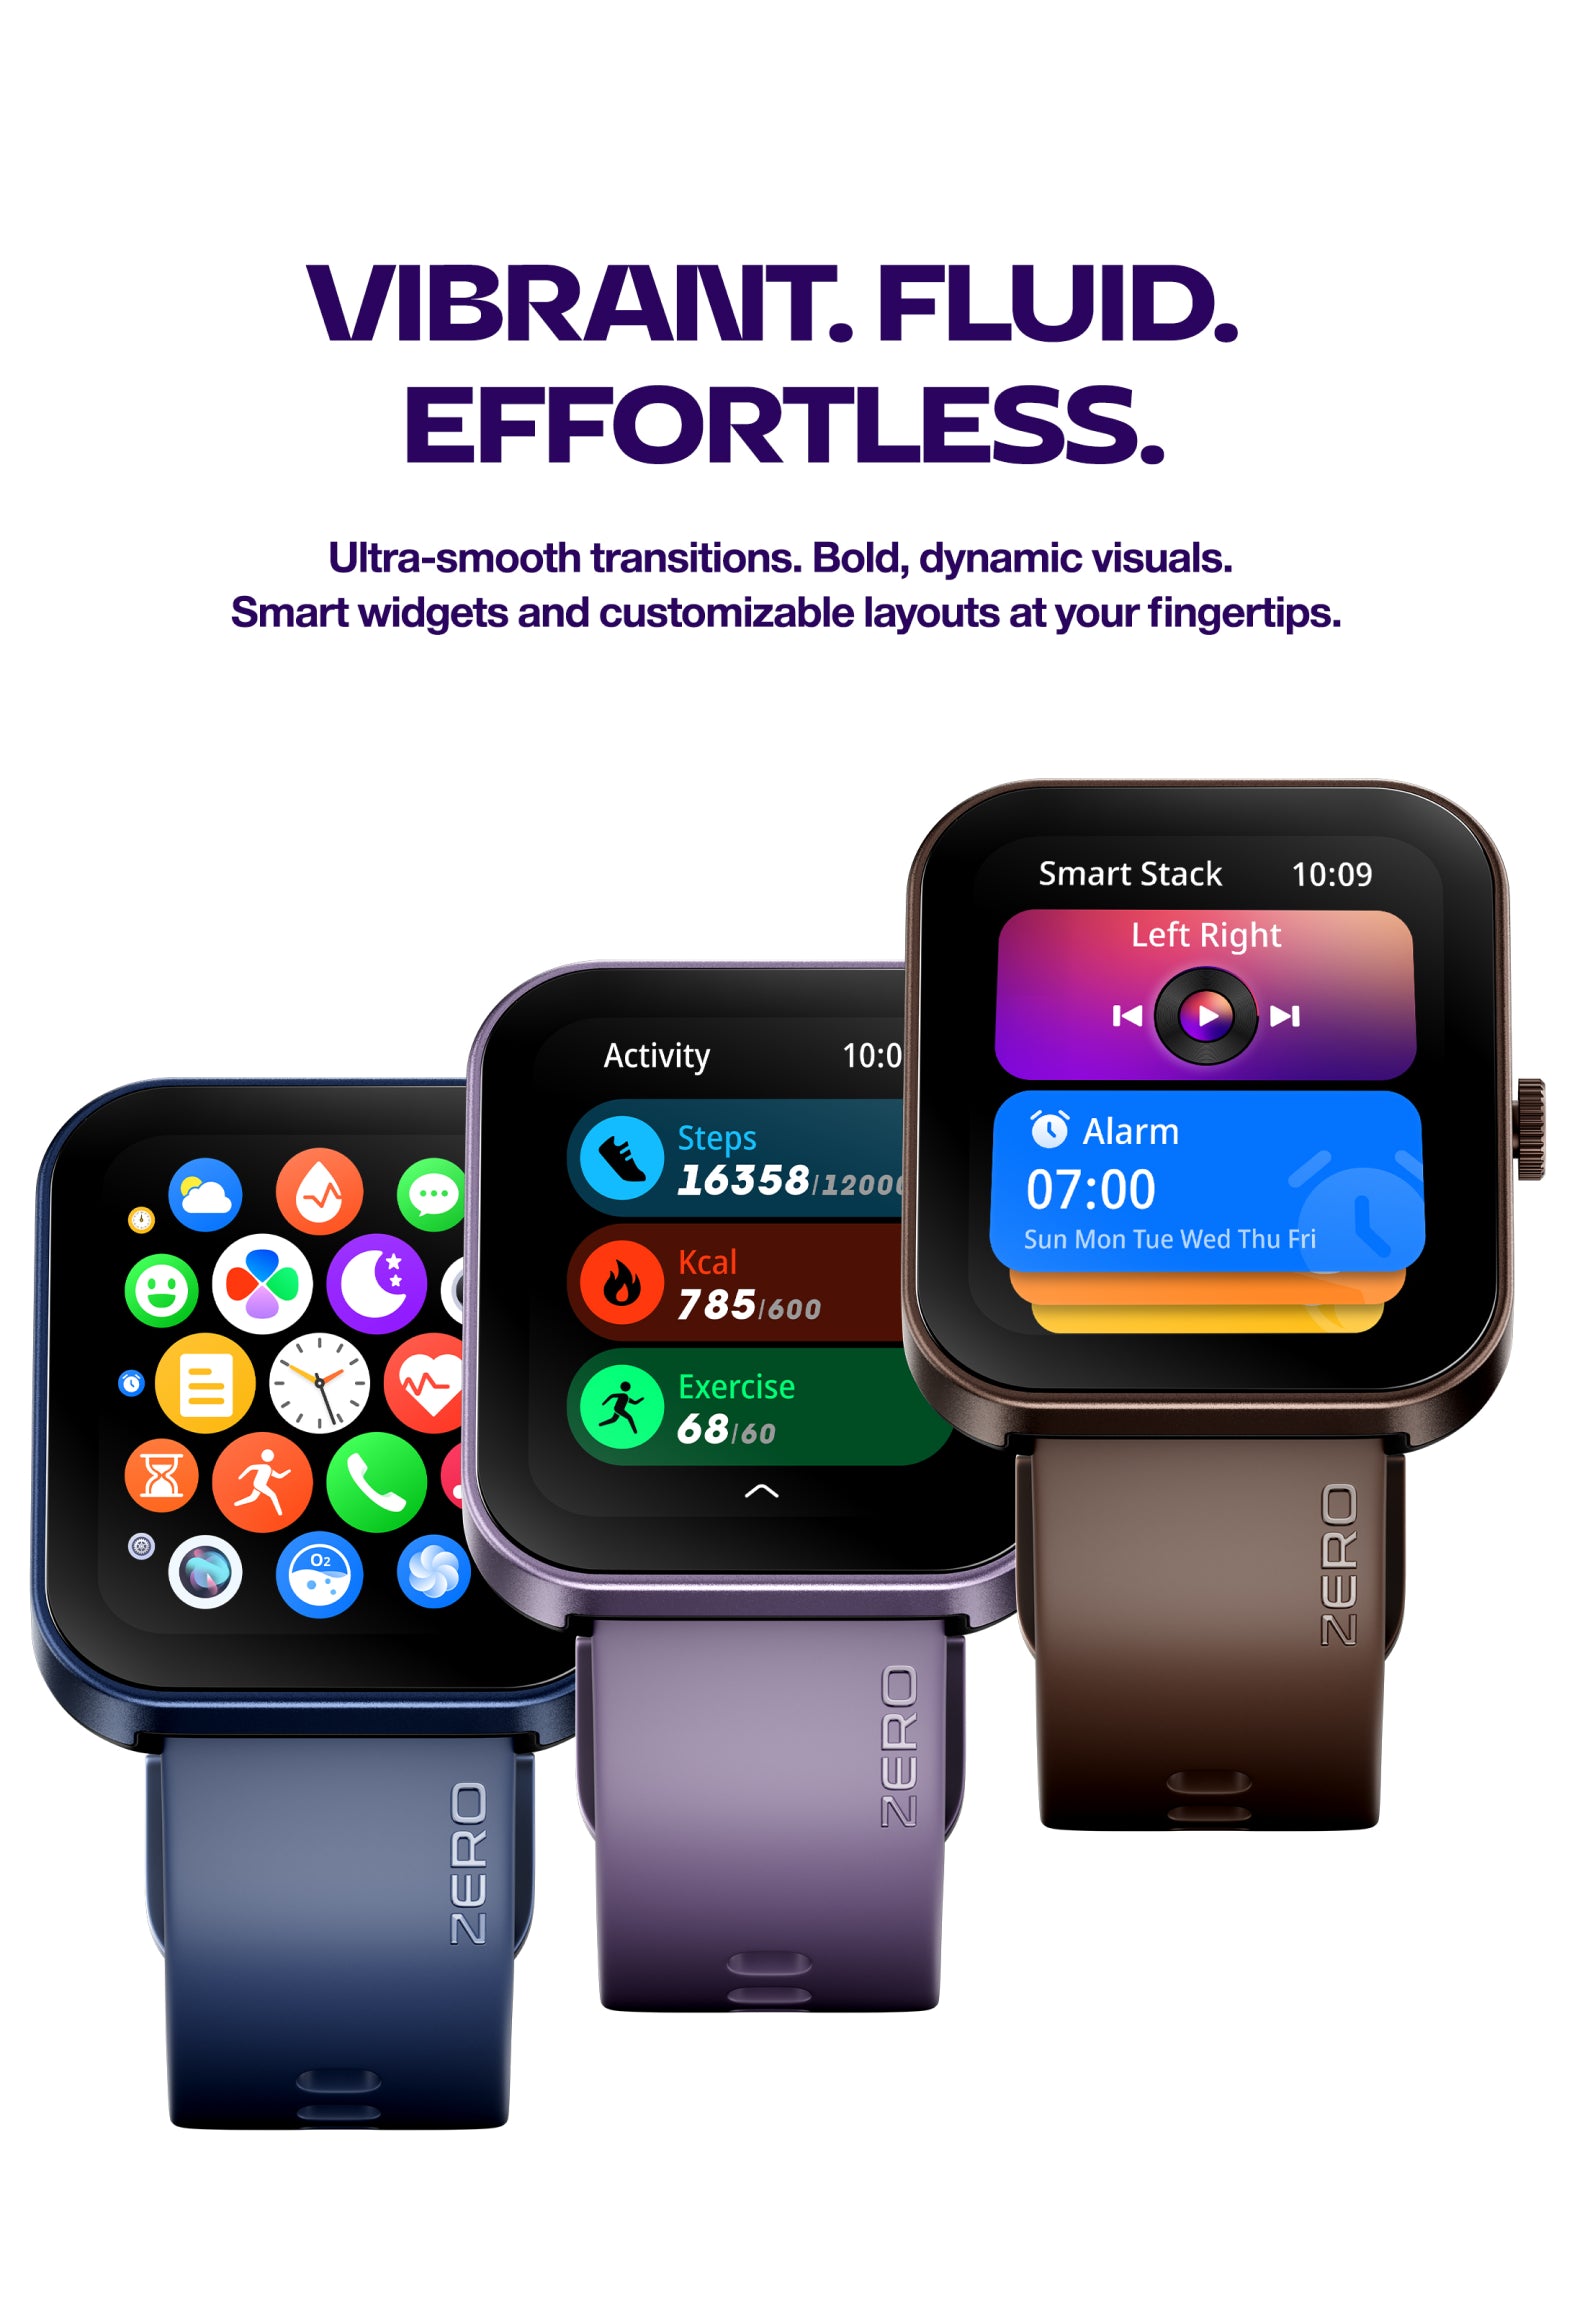 VIBRANT. FLUID.
EFFORTLESS.
Ultra-smooth transitions. Bold, dynamic visuals.
Smart widgets and customizable layouts at your fingertips.
Smart Stack 10:09
Left Right
Alarm
07:00
Sun Mon Tue Wed Thu Fri
ZERO
Activity
Steps
16358/
Kcal
785/600
Exercise
68/60
ZERO
O2
ZERO